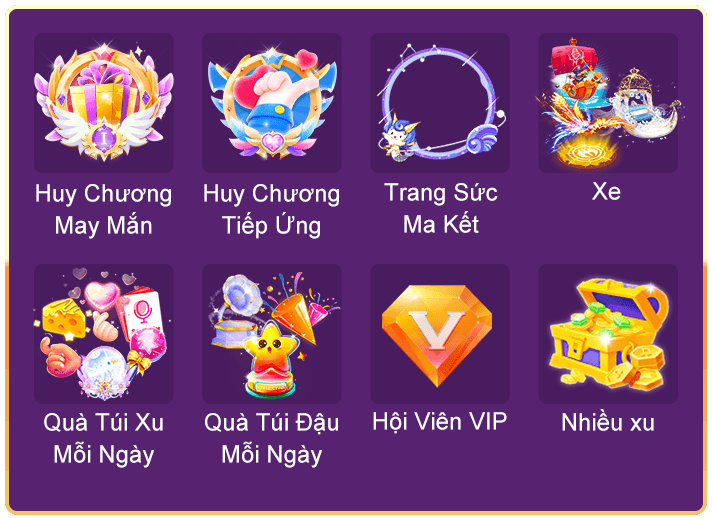 Huy Chương
May Mắn
Huy Chương
Tiếp Ứng
Trang Sức
Ma Kết
Xe
Quà Túi Xu
Mỗi Ngày
Quà Túi Đậu
Mỗi Ngày
V
Hội Viên VIP
Nhiều xu